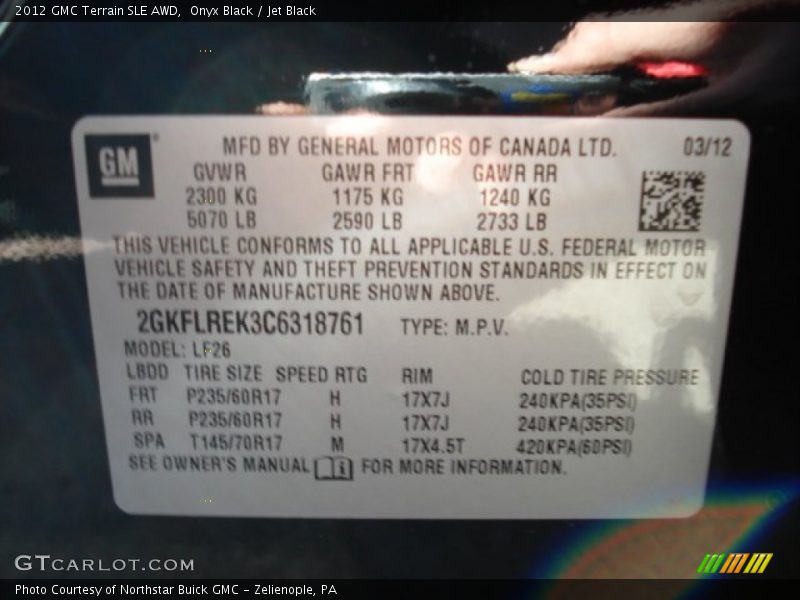 2012 GMC Terrain SLE AWD,  Onyx Black / Jet Black
GM
MFD BY GENERAL MOTORS OF CANADA LTD. 03/12
GVWR GAWR FRT GAWR RR
2300 KG 1175 KG 1240 KG
5070 LB 2590 LB 2733 LB
THIS VEHICLE CONFORMS TO ALL APPLICABLE U.S. FEDERAL MOTOR
VEHICLE SAFETY AND THEFT PREVENTION STANDARDS IN EFFECT ON
THE DATE OF MANUFACTURE SHOWN ABOVE.
2GKFLREK3C6318761 TYPE: M.P.V.
MODEL: LF26
LBDD TIRE SIZE SPEED RTG RIM COLD TIRE PRESSURE
FRT P235/60R17 H 17X7J 240KPA(35PSI)
RR P235/60R17 H 17X7J 240KPA(35PSI)
SPA T145/70R17 M 17X4.5T 420KPA(60PSI)
SEE OWNER'S MANUAL FOR MORE INFORMATION.
GTCARLOT.COM
Photo Courtesy of Northstar Buick GMC - Zelienople, PA